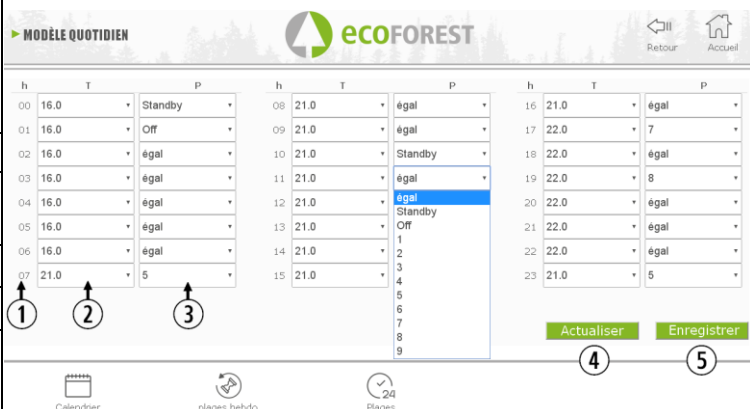 MODÈLE QUOTIDIEN
ecoFOREST
Retour Accueil
h T P h T P h T P
00 16.0 Standby 08 21.0 égal 16 21.0 égal
01 16.0 Off 09 21.0 égal 17 22.0 7
02 16.0 égal 10 21.0 Standby 18 22.0 égal
03 16.0 égal 11 21.0 égal 19 22.0 8
04 16.0 égal 12 21.0 égal 20 22.0 égal
Standby
05 16.0 égal 13 21.0 Off 21 22.0 égal
1
06 16.0 égal 14 21.0 2 22 22.0 égal
3
07 21.0 5 15 21.0 4 23 21.0 5
5
6
7
8
9
1 2 3
Actualiser Enregistrer
4 5
24
Calendrier plages hebdo Plages